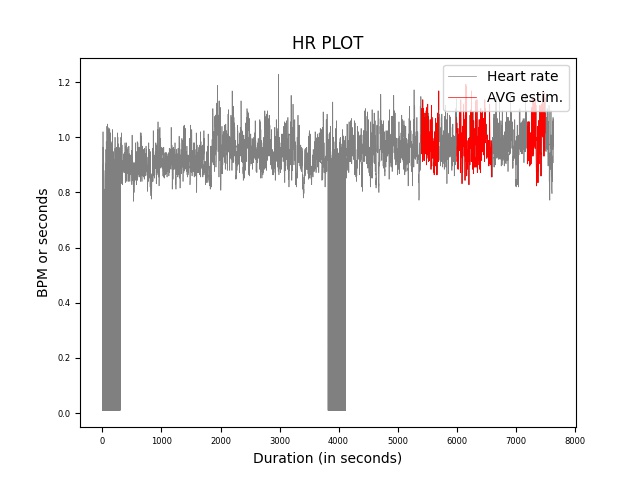 HR PLOT
Heart rate
AVG estim.
BPM or seconds
1.2
1.0
0.8
0.6
0.4
0.2
0.0
0 1000 2000 3000 4000 5000 6000 7000 8000
Duration (in seconds)